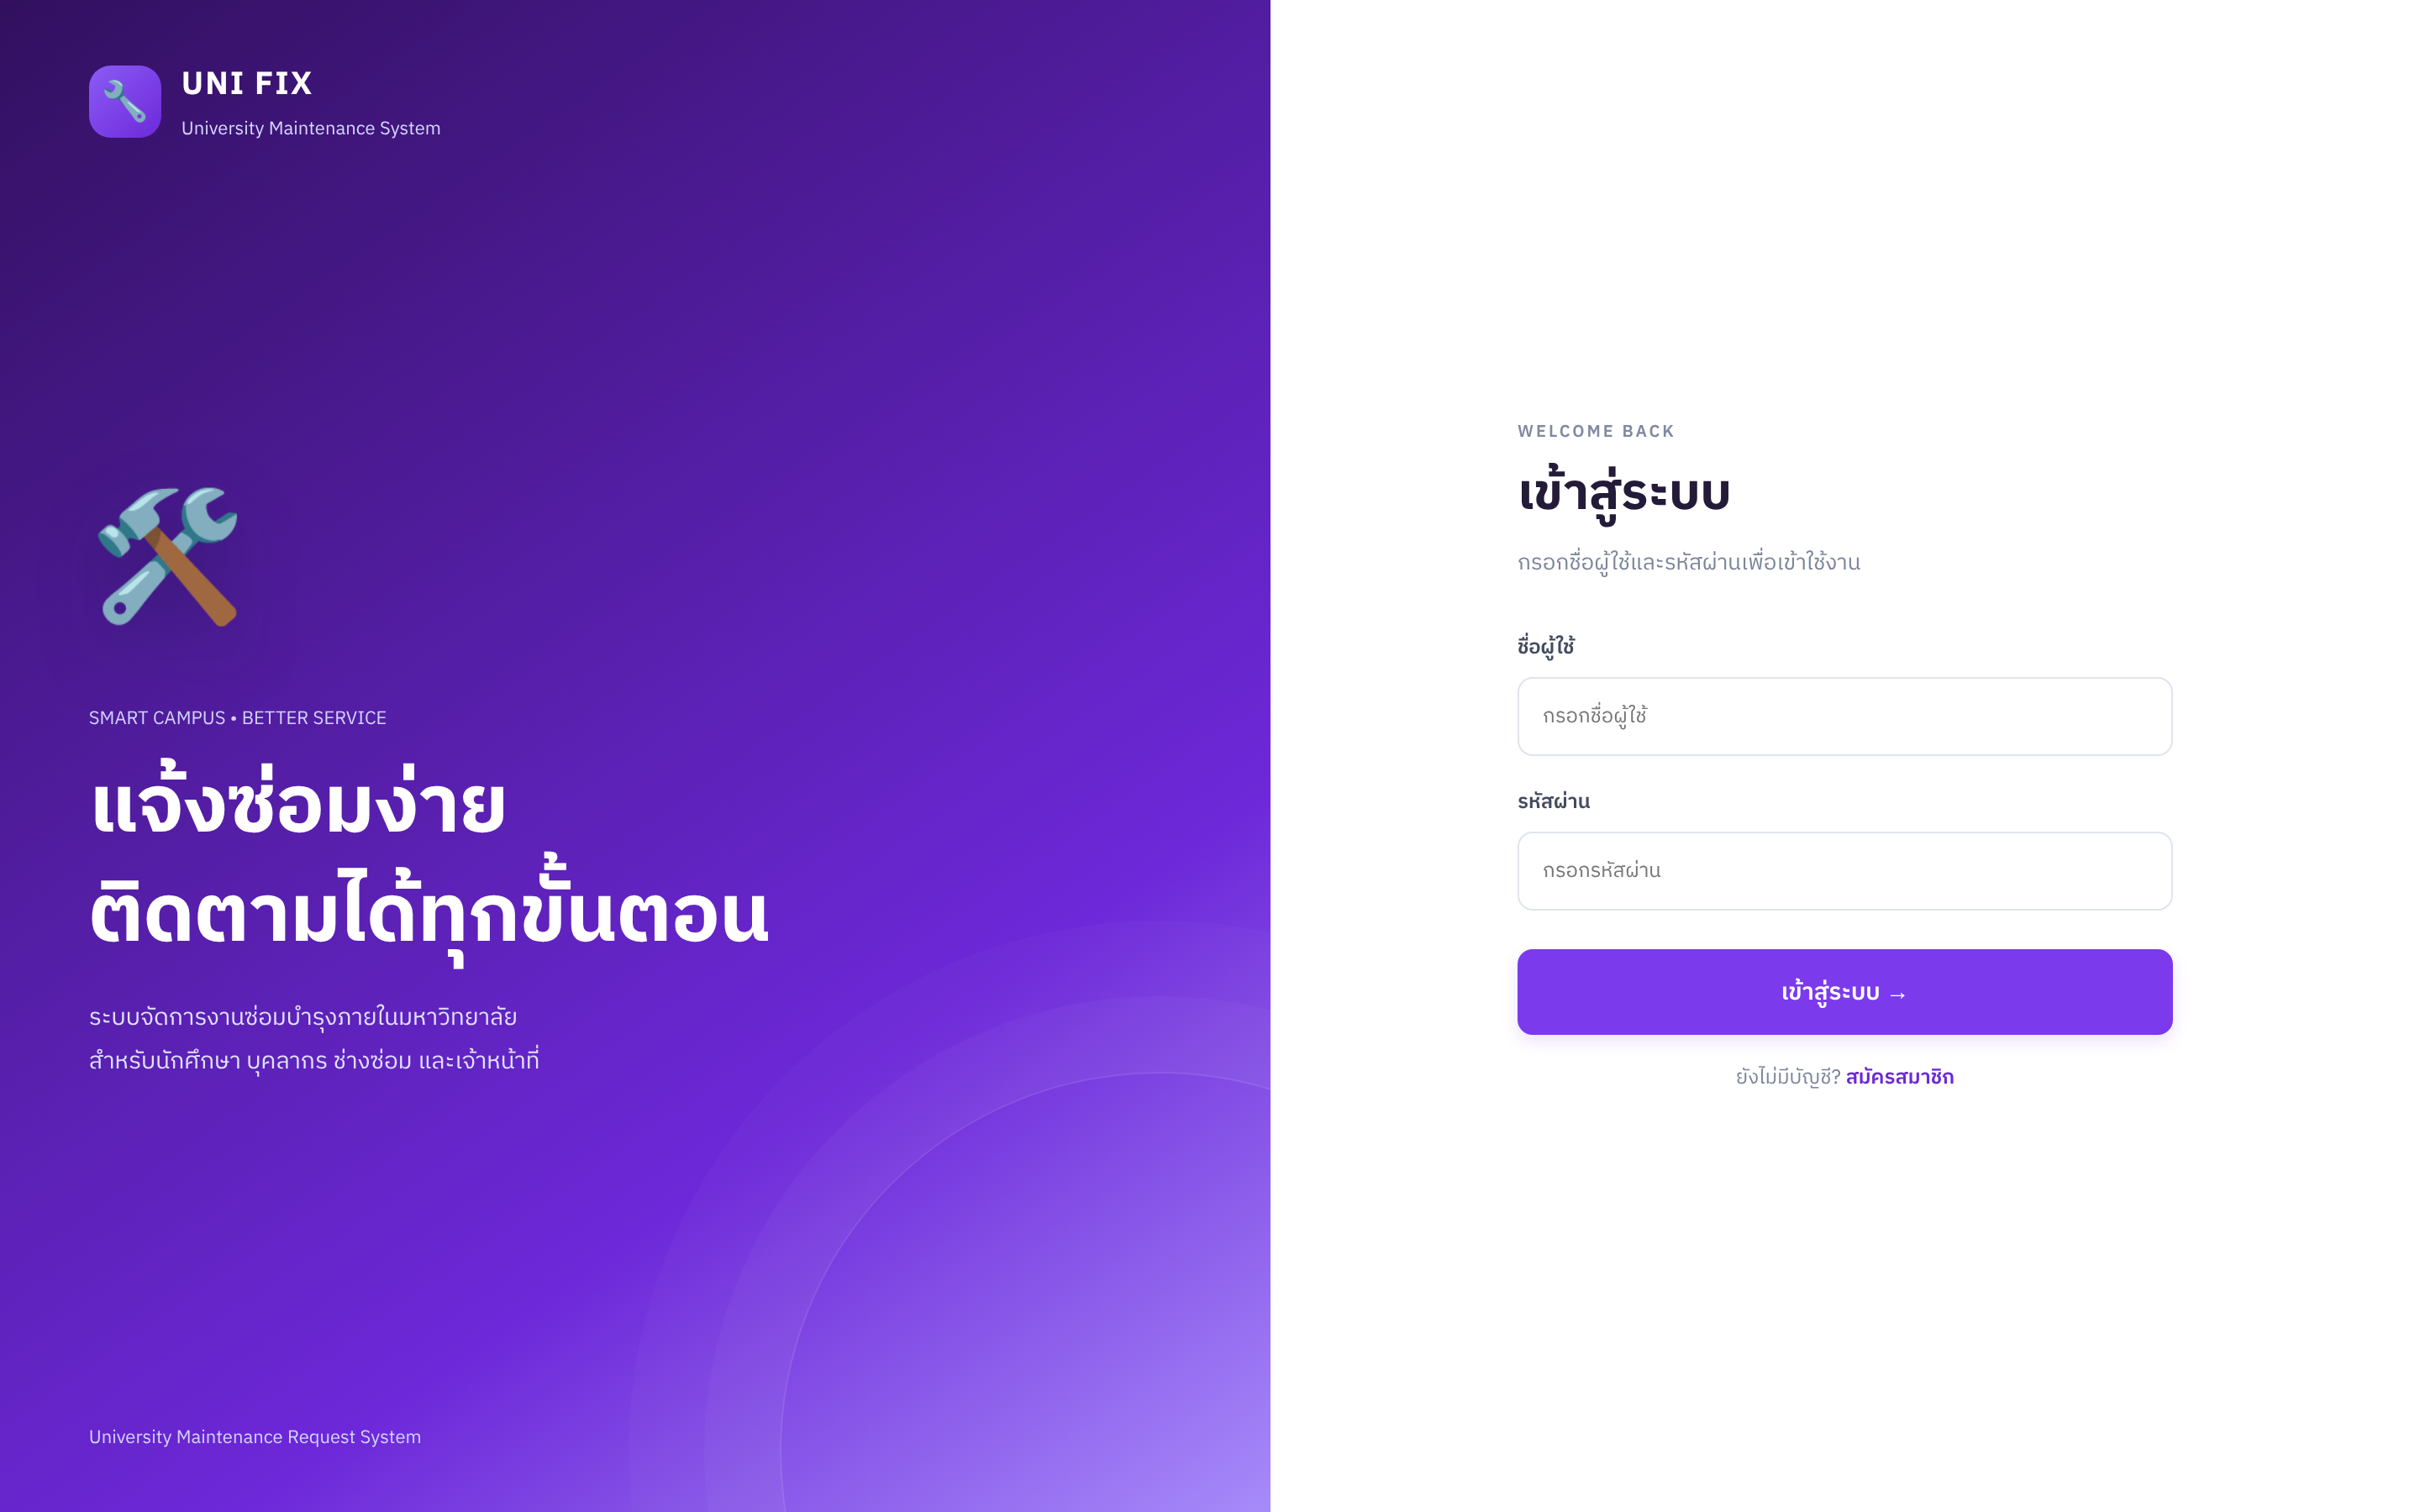 UNI FIX
University Maintenance System
SMART CAMPUS • BETTER SERVICE
แจ้งซ่อมง่าย
ติดตามได้ทุกขั้นตอน
ระบบจัดการงานซ่อมบำรุงภายในมหาวิทยาลัย
สำหรับนักศึกษา บุคลากร ช่างซ่อม และเจ้าหน้าที่
University Maintenance Request System
WELCOME BACK
เข้าสู่ระบบ
กรอกชื่อผู้ใช้และรหัสผ่านเพื่อเข้าใช้งาน
ชื่อผู้ใช้
กรอกชื่อผู้ใช้
รหัสผ่าน
กรอกรหัสผ่าน
เข้าสู่ระบบ →
ยังไม่มีบัญชี? สมัครสมาชิก